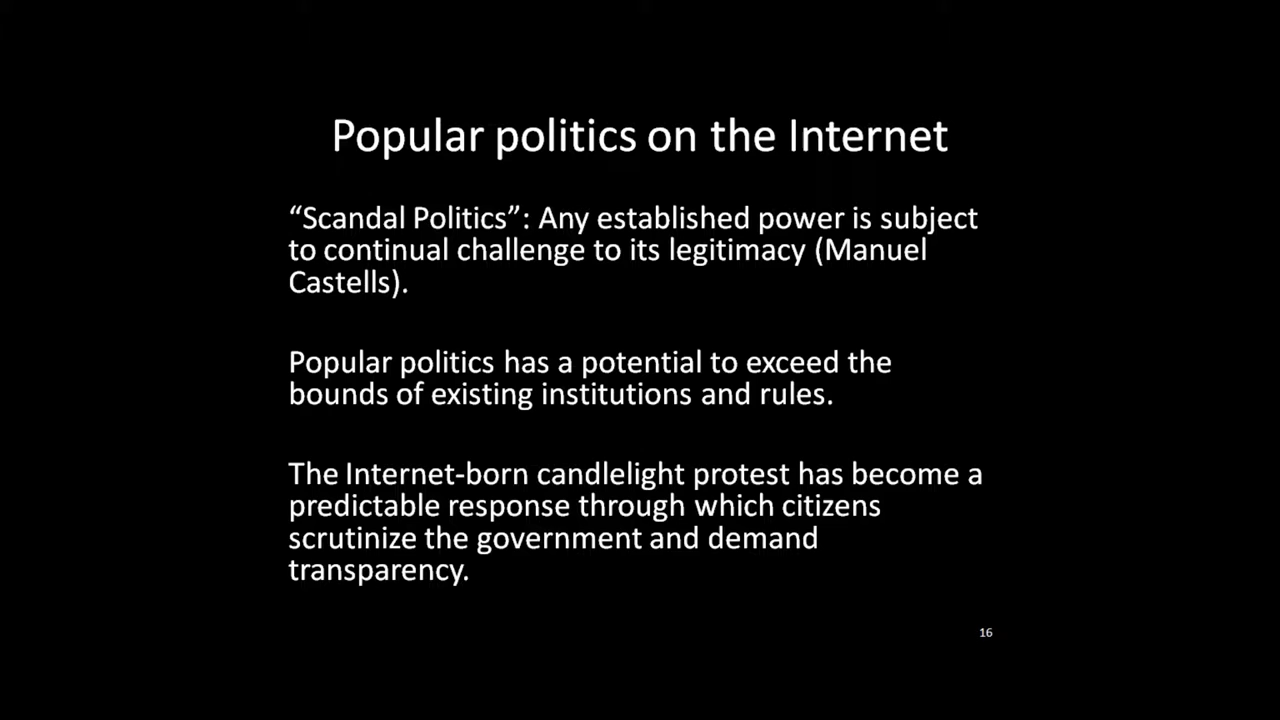 Popular politics on the Internet
“Scandal Politics”: Any established power is subject
to continual challenge to its legitimacy (Manuel
Castells).
Popular politics has a potential to exceed the
bounds of existing institutions and rules.
The Internet-born candlelight protest has become a
predictable response through which citizens
scrutinize the government and demand
transparency.
16